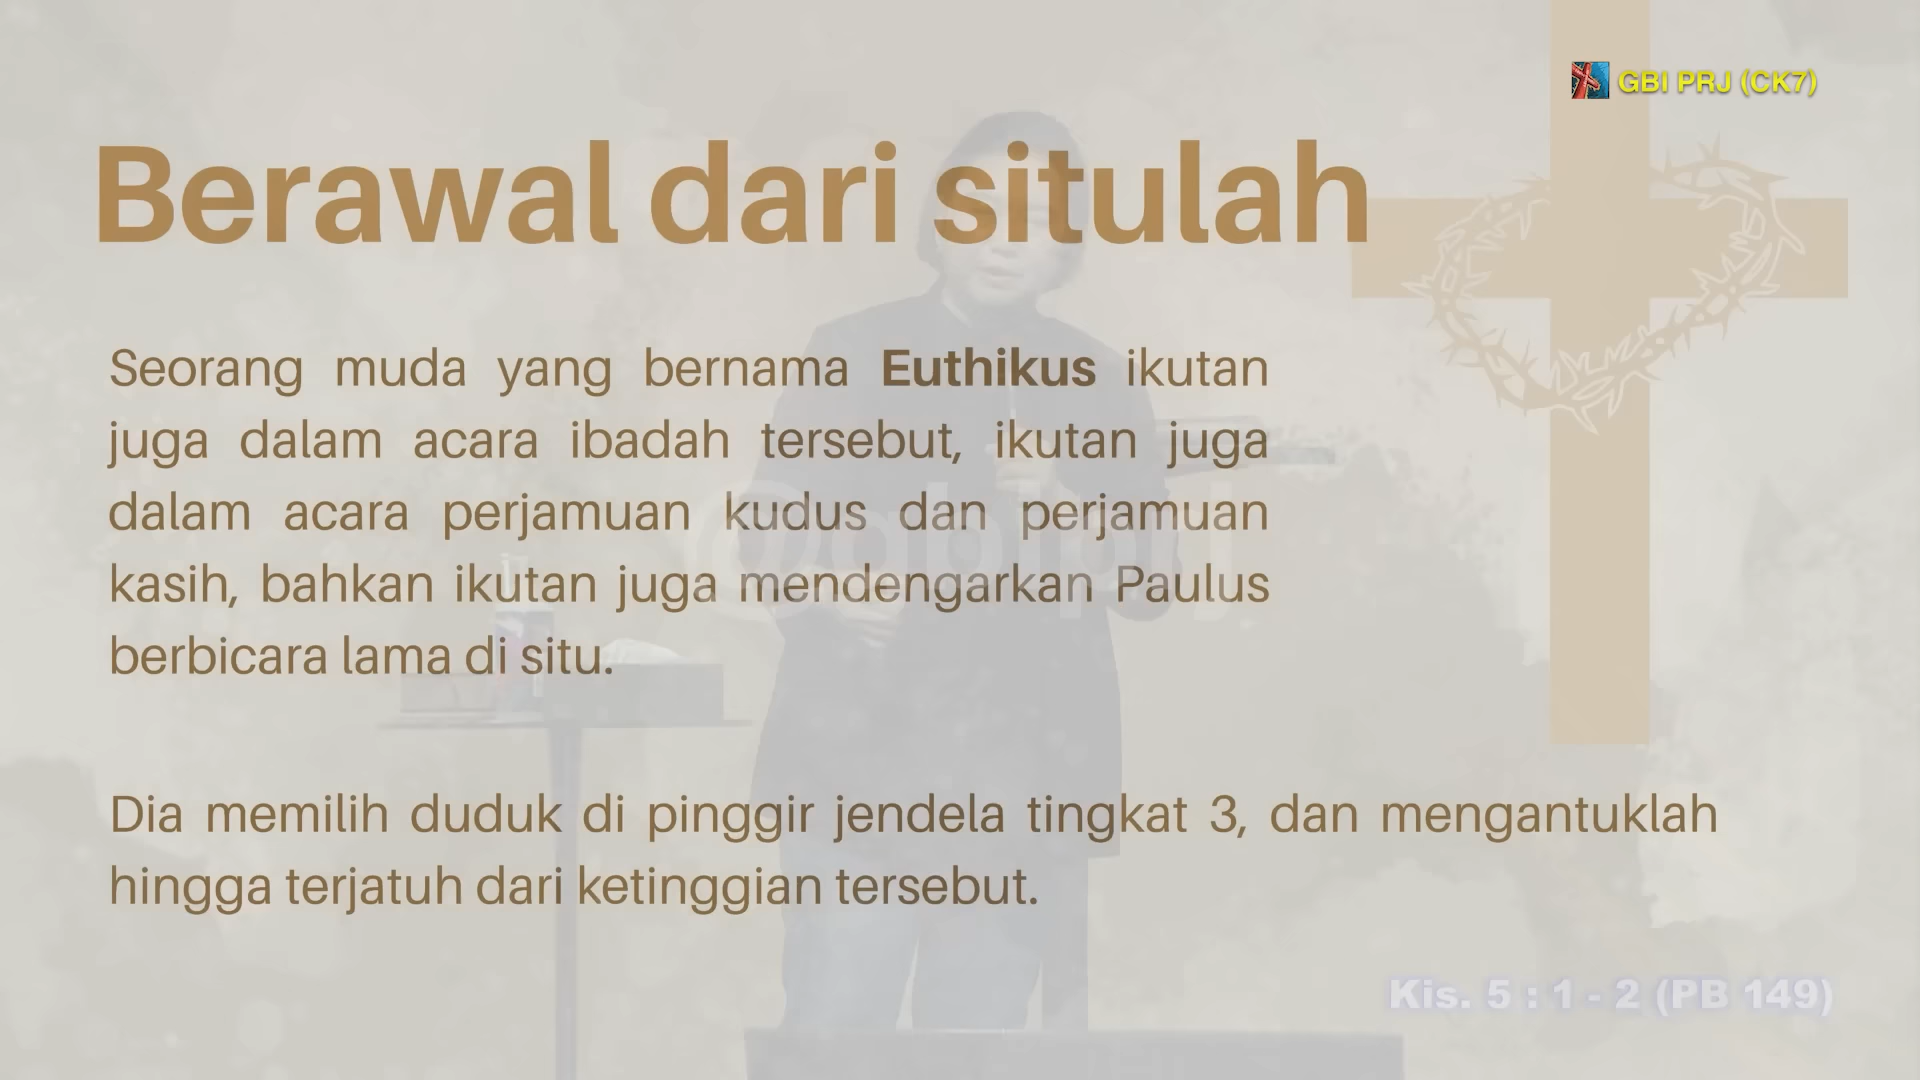 GBI PRJ (CK7)
Berawal dari situlah
Seorang muda yang bernama Euthikus ikutan
juga dalam acara ibadah tersebut, ikutan juga
dalam acara perjamuan kudus dan perjamuan
kasih, bahkan ikutan juga mendengarkan Paulus
berbicara lama di situ.
@gbiprj
Dia memilih duduk di pinggir jendela tingkat 3, dan mengantuklah
hingga terjatuh dari ketinggian tersebut.
Kis. 5 : 1 - 2 (PB 149)